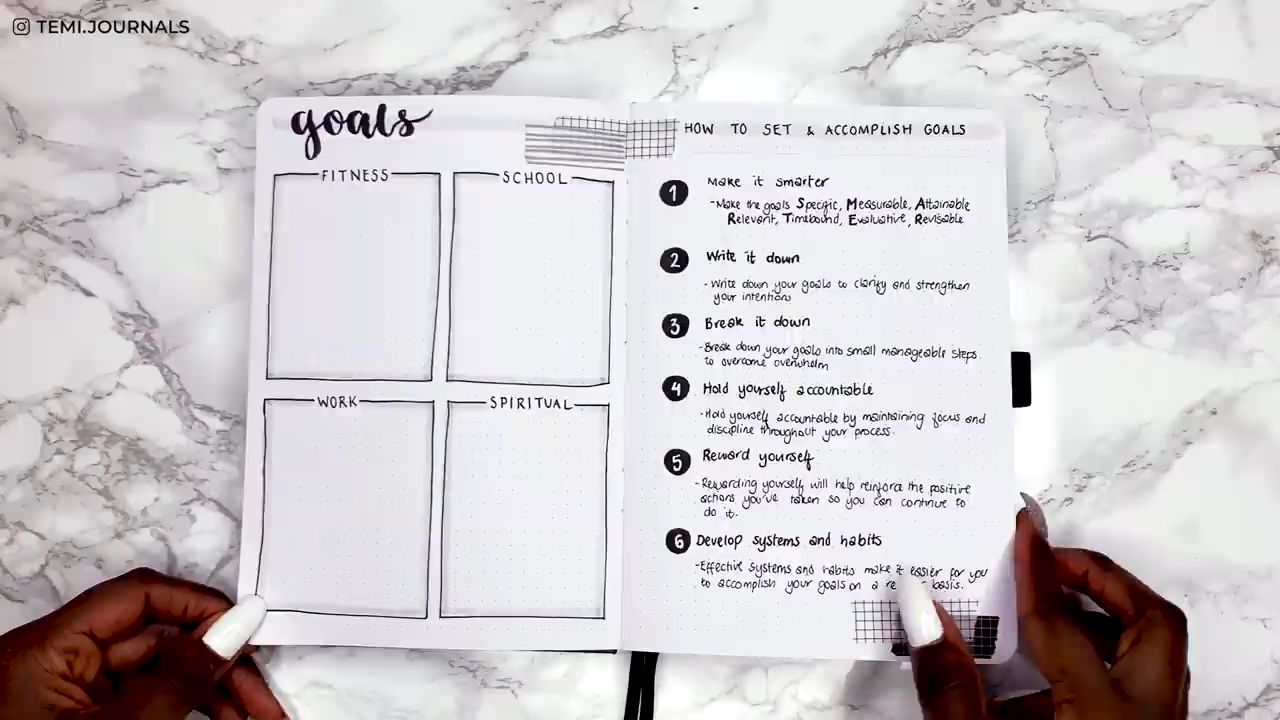 TEMI.JOURNALS
goals
FITNESS
SCHOOL
WORK
SPIRITUAL
HOW TO SET & ACCOMPLISH GOALS
1 Make it smarter
-Make the goals Specific, Measurable, Attainable
Relevant, Timebound, Evaluative, Revisable
2 Write it down
- Write down your goals to clarify and strengthen
your intentions
3 Break it down
-Break down your goals into small manageable steps
to overcome overwhelm
4 Hold yourself accountable
-Hold yourself accountable by maintaining focus and
discipline throughout your process.
5 Reward yourself
-Rewarding yourself will help reinforce the positive
actions you've taken so you can continue to
do it.
6 Develop systems and habits
-Effective systems and habits make it easier for you
to accomplish your goals on a basis.